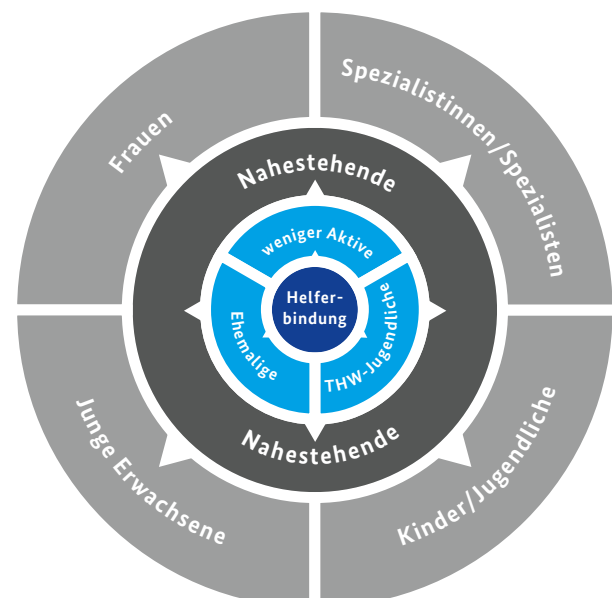 Frauen
Spezialistinnen/Spezialisten
Nahestehende
weniger Aktive
Helfer-
bindung
Ehemalige
THW-Jugendliche
Nahestehende
Junge Erwachsene
Kinder/Jugendliche